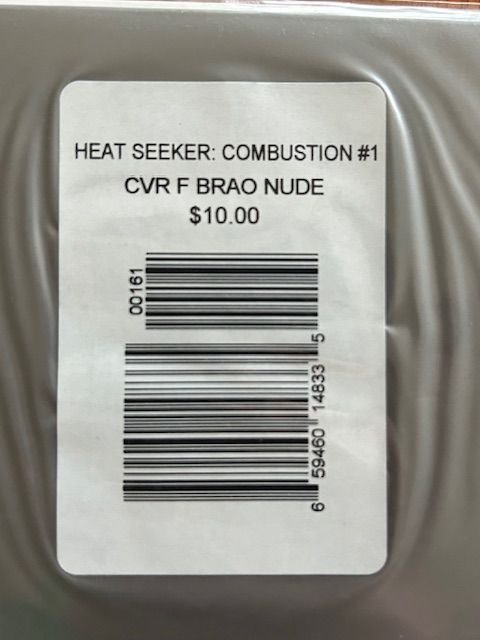 HEAT SEEKER: COMBUSTION #1
CVR F BRAO NUDE
$10.00
00161
6 59460 14833 5